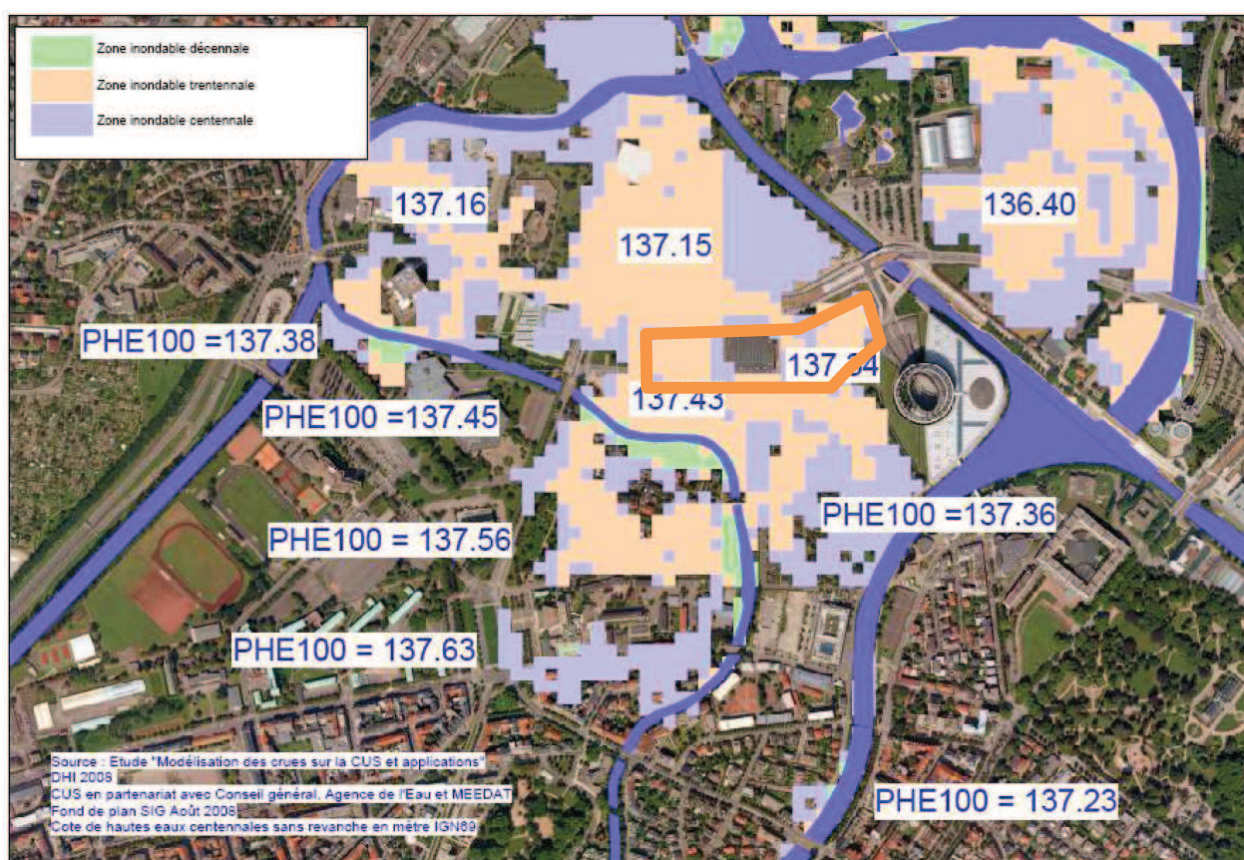 Zone inondable décennale
Zone inondable trentennale
Zone inondable centennale
137.16
136.40
137.15
PHE100 =137.38
137.34
137.43
PHE100 =137.45
PHE100 =137.36
PHE100 = 137.56
PHE100 = 137.63
Source : Etude "Modélisation des crues sur la CUS et applications"
DHI 2008
CUS en partenariat avec Conseil général, Agence de l'Eau et MEEDAT
Fond de plan SIG Août 2008
Cote de hautes eaux centennales sans revanche en mètre IGN69
PHE100 = 137.23